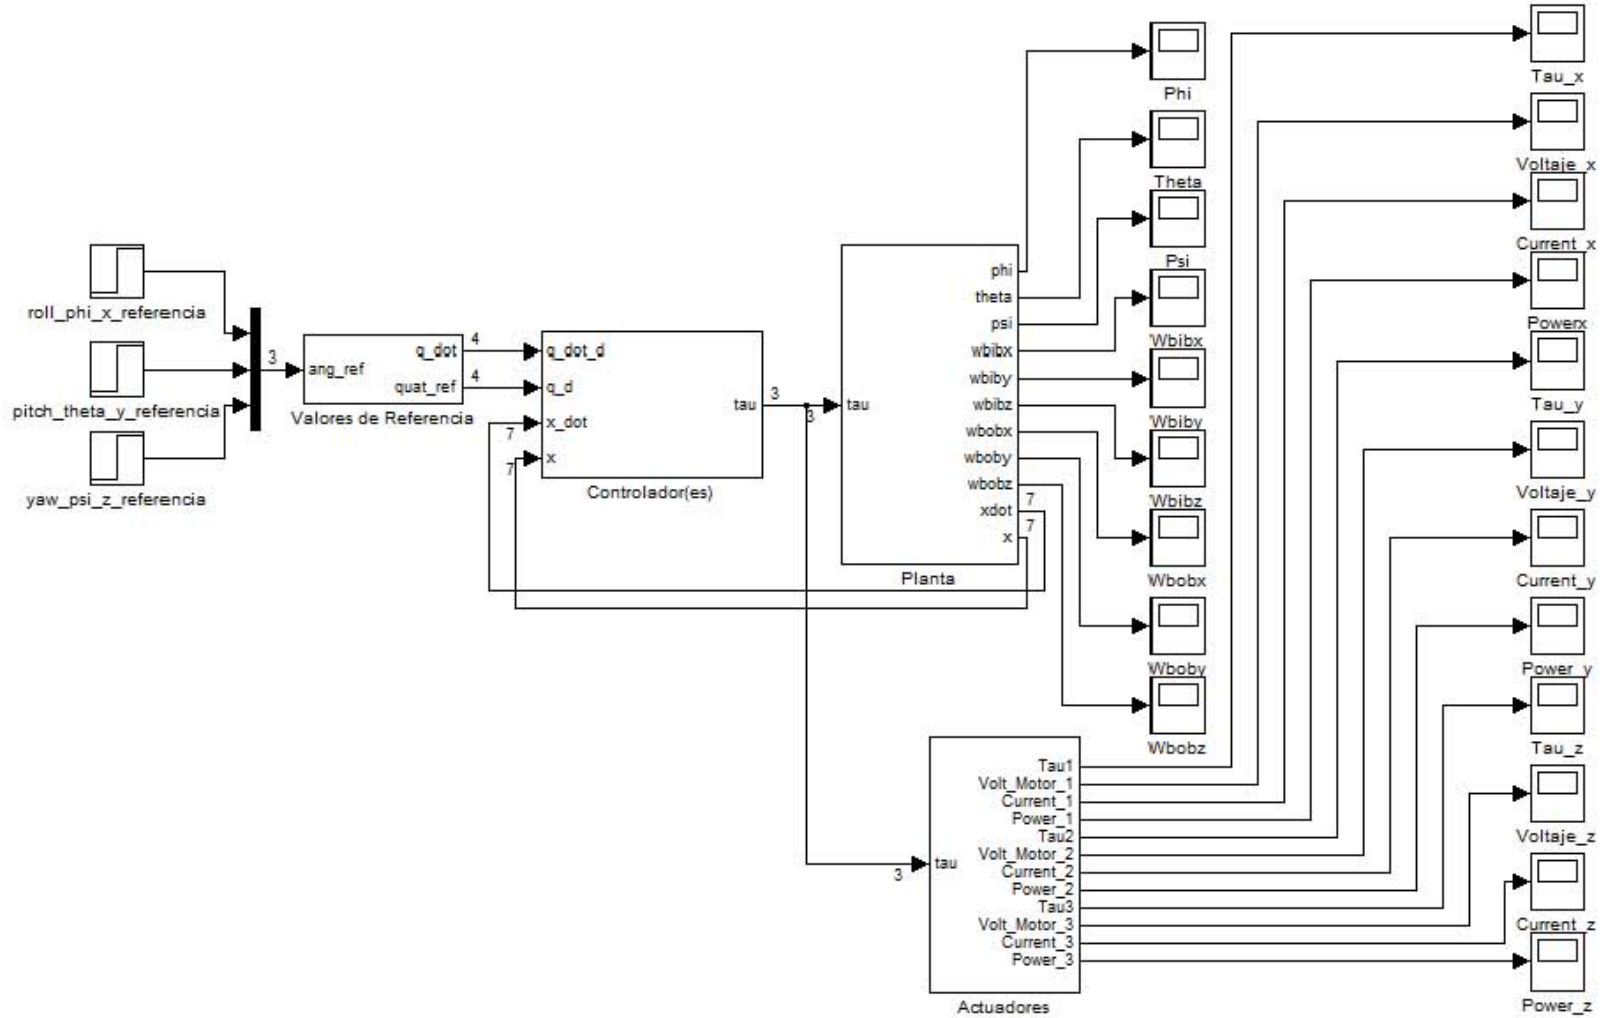 roll_phi_x_referencia
pitch_theta_y_referencia
yaw_psi_z_referencia
3
ang_ref
q_dot
quat_ref
Valores de Referencia
4
4
q_dot_d
q_d
x_dot
x
7
7
tau
Controlador(es)
3
3
tau
phi
theta
psi
wbibx
wbiby
wbibz
wbobx
wboby
wbobz
xdot
x
7
7
Planta
Phi
Theta
Psi
Wbibx
Wbiby
Wbibz
Wbobx
Wboby
Wbobz
3
tau
Tau1
Volt_Motor_1
Current_1
Power_1
Tau2
Volt_Motor_2
Current_2
Power_2
Tau3
Volt_Motor_3
Current_3
Power_3
Actuadores
Tau_x
Voltaje_x
Current_x
Powerx
Tau_y
Voltaje_y
Current_y
Power_y
Tau_z
Voltaje_z
Current_z
Power_z